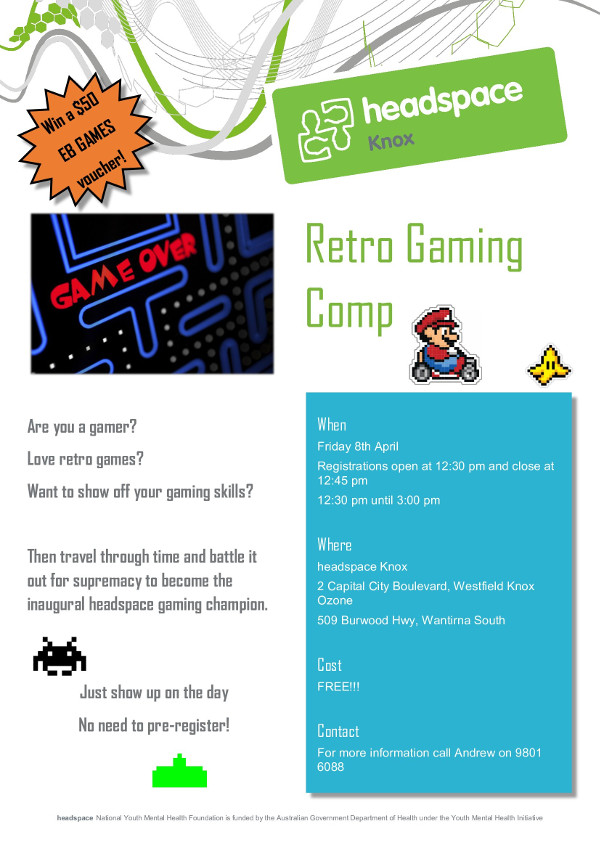 Win a $50
EB GAMES
voucher!
headspace
Knox
GAME OVER
Retro Gaming
Comp
Are you a gamer?
Love retro games?
Want to show off your gaming skills?
Then travel through time and battle it
out for supremacy to become the
inaugural headspace gaming champion.
Just show up on the day
No need to pre-register!
When
Friday 8th April
Registrations open at 12:30 pm and close at
12:45 pm
12:30 pm until 3:00 pm
Where
headspace Knox
2 Capital City Boulevard, Westfield Knox
Ozone
509 Burwood Hwy, Wantirna South
Cost
FREE!!!
Contact
For more information call Andrew on 9801
6088
headspace National Youth Mental Health Foundation is funded by the Australian Government Department of Health under the Youth Mental Health Initiative